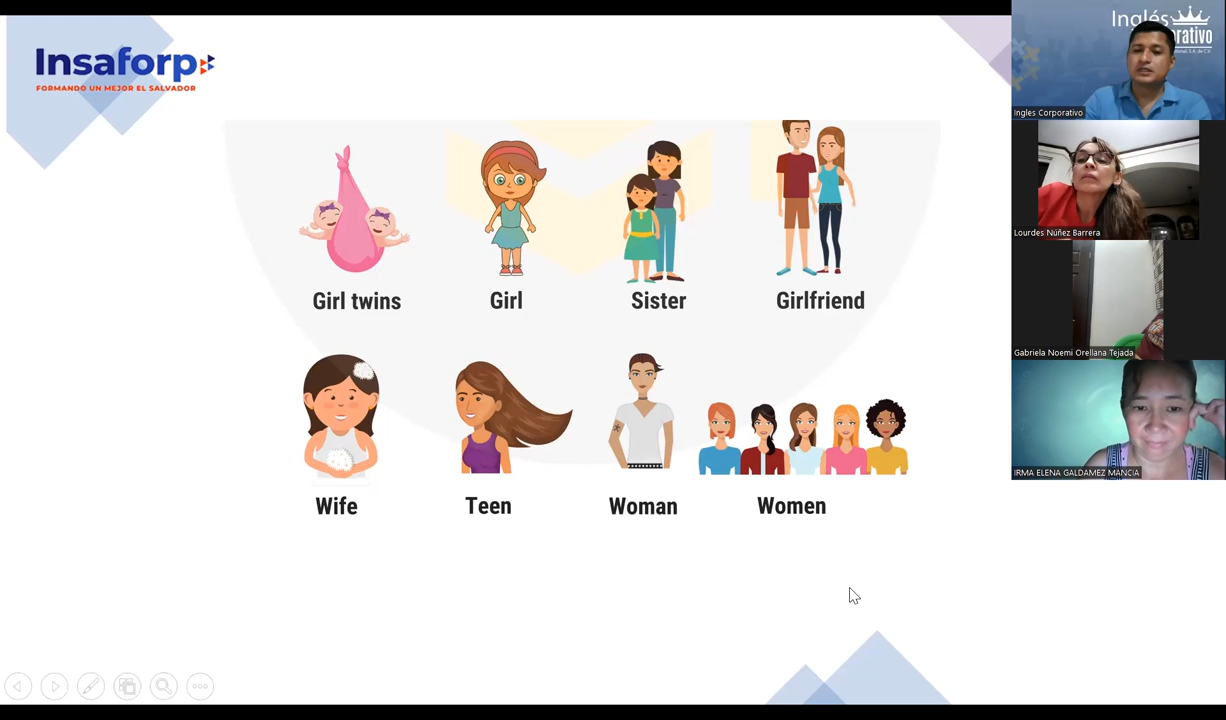 Insaforp
FORMANDO UN MEJOR EL SALVADOR
Girl twins
Girl
Sister
Girlfriend
Wife
Teen
Woman
Women
Inglés
Ingles Corporativo
Lourdes Núñez Barrera
Gabriela Noemi Orellana Tejada
IRMA ELENA GALDAMEZ MANCIA